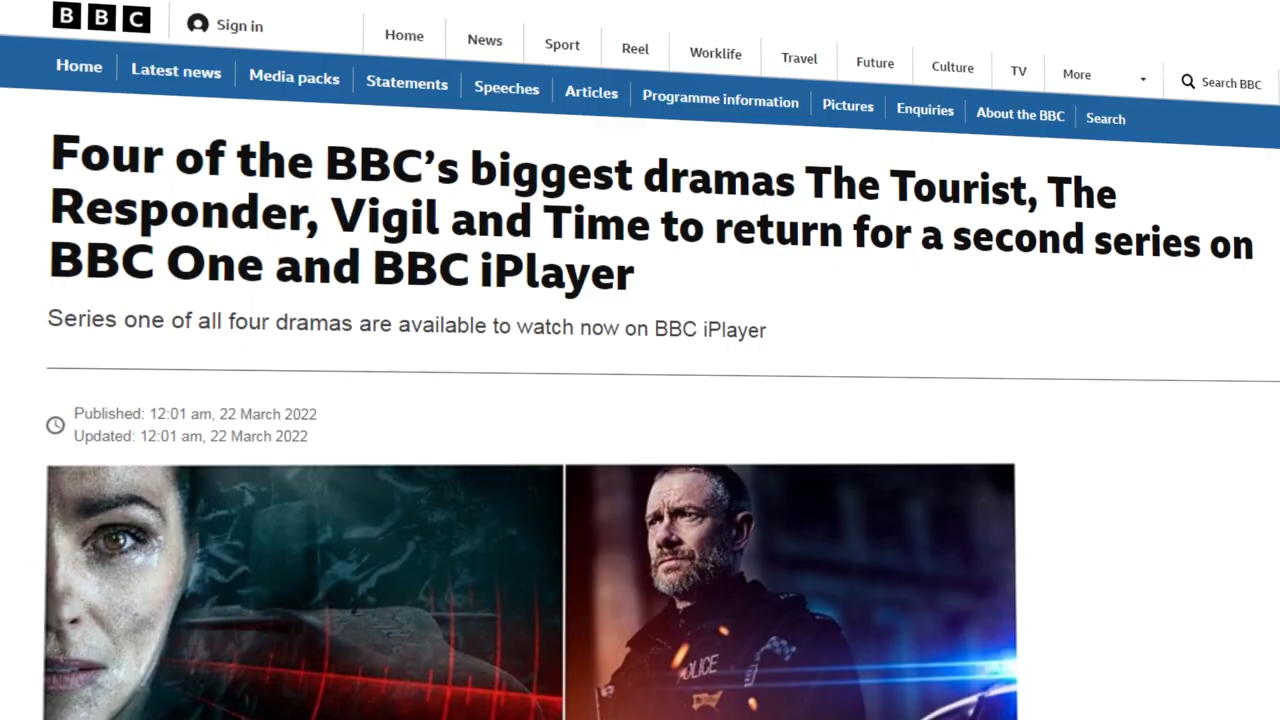 BBC Sign in Home News Sport Reel Worklife Travel Future Culture TV More Search BBC
Home Latest news Media packs Statements Speeches Articles Programme information Pictures Enquiries About the BBC Search
Four of the BBC’s biggest dramas The Tourist, The
Responder, Vigil and Time to return for a second series on
BBC One and BBC iPlayer
Series one of all four dramas are available to watch now on BBC iPlayer
Published: 12:01 am, 22 March 2022
Updated: 12:01 am, 22 March 2022
POLICE